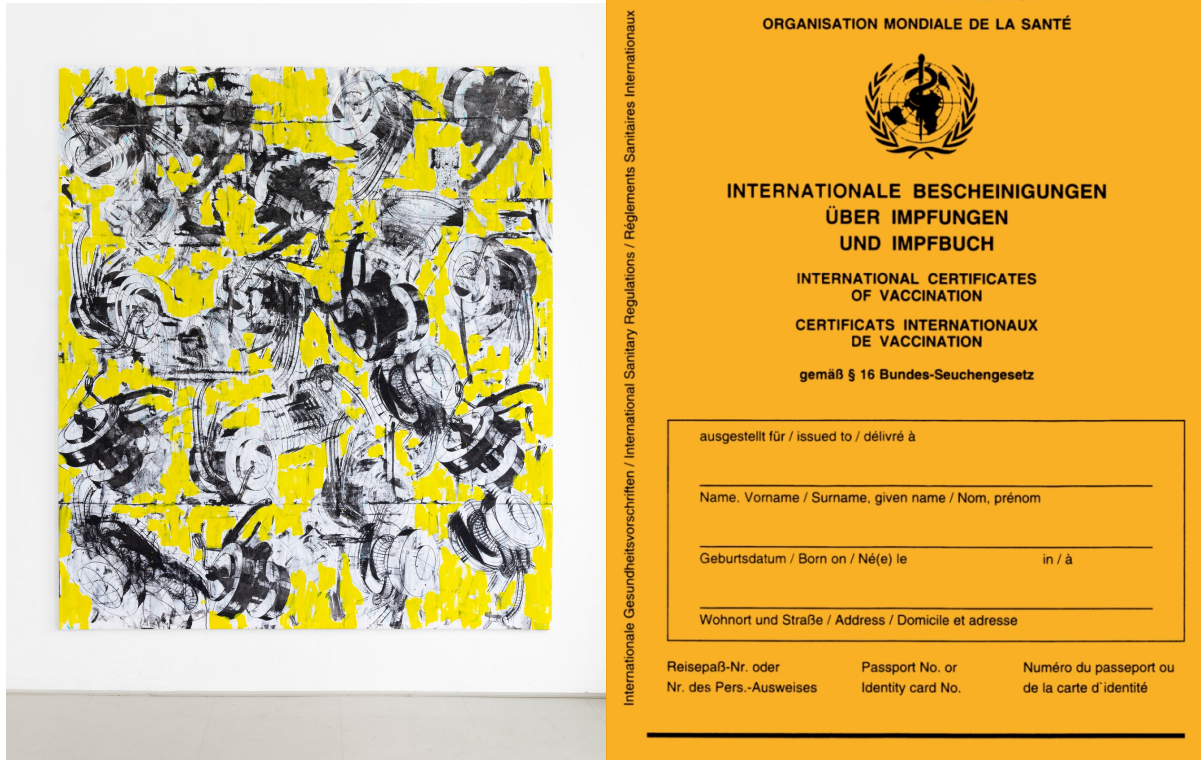 ORGANISATION MONDIALE DE LA SANTÉ
INTERNATIONALE BESCHEINIGUNGEN
ÜBER IMPFUNGEN
UND IMPFBUCH
INTERNATIONAL CERTIFICATES
OF VACCINATION
CERTIFICATS INTERNATIONAUX
DE VACCINATION
gemäß § 16 Bundes-Seuchengesetz
ausgestellt für / issued to / délivré à
Name. Vorname / Surname, given name / Nom, prénom
Geburtsdatum / Born on / Né(e) le in / à
Wohnort und Straße / Address / Domicile et adresse
Reisepaß-Nr. oder Passport No. or Numéro du passeport ou
Nr. des Pers.-Ausweises Identity card No. de la carte d`identité
Internationale Gesundheitsvorschriften / International Sanitary Regulations / Réglements Sanitaires Internationaux